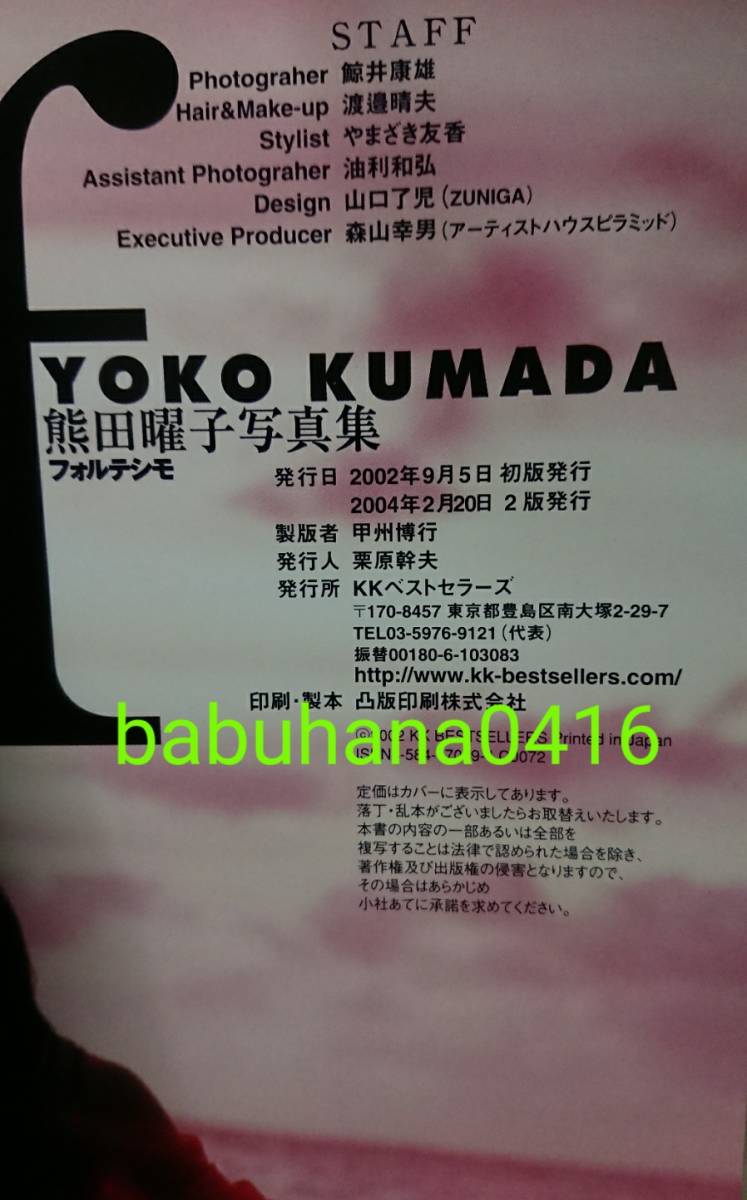 f
STAFF
Photograher 鯨井康雄
Hair&Make-up 渡邉晴夫
Stylist やまざき友香
Assistant Photograher 油利和弘
Design 山口了児(ZUNIGA)
Executive Producer 森山幸男(アーティストハウスピラミッド)
YOKO KUMADA
熊田曜子写真集
フォルテシモ
発行日 2002年9月5日 初版発行
2004年2月20日 2版発行
製版者 甲州博行
発行人 栗原幹夫
発行所 KKベストセラーズ
〒170-8457 東京都豊島区南大塚2-29-7
TEL03-5976-9121(代表)
振替00180-6-103083
http://www.kk-bestsellers.com/
印刷・製本 凸版印刷株式会社
babuhana0416
©2002 KK BESTSELLERS Printed in Japan
定価はカバーに表示してあります。
落丁・乱本がございましたらお取替えいたします。
本書の内容の一部あるいは全部を
複写することは法律で認められた場合を除き、
著作権及び出版権の侵害となりますので、
その場合はあらかじめ
小社あてに承諾を求めてください。